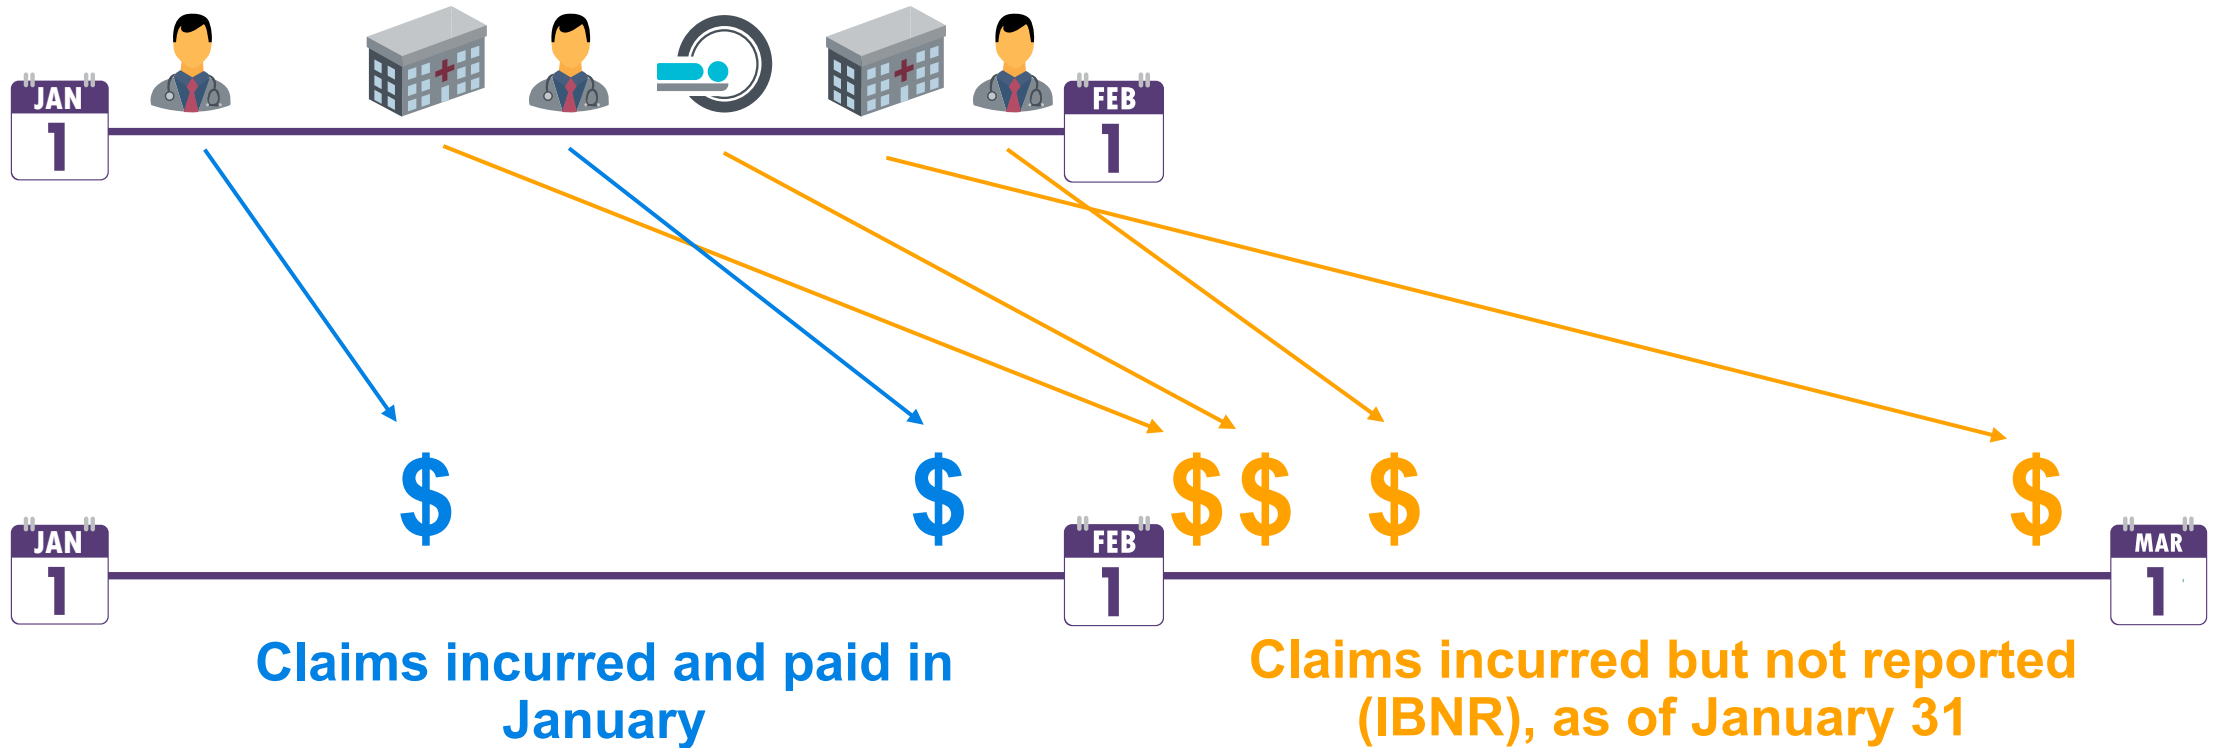 JAN
1
FEB
1
$
$
$
$
$
$
JAN
1
FEB
1
MAR
1
Claims incurred and paid in
January
Claims incurred but not reported
(IBNR), as of January 31